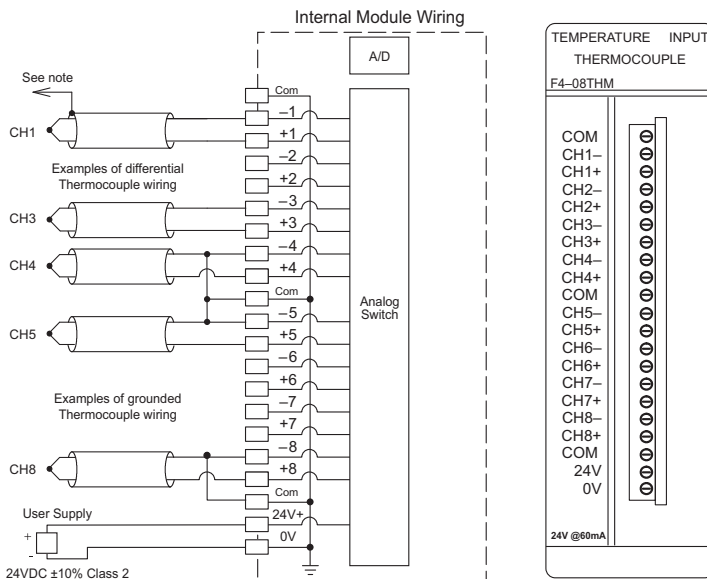 Internal Module Wiring
A/D
See note
Com
–1
CH1
+1
–2
Examples of differential
Thermocouple wiring
+2
–3
CH3
+3
–4
CH4
+4
Com
Analog
Switch
–5
CH5
+5
–6
+6
Examples of grounded
Thermocouple wiring
–7
+7
–8
CH8
+8
Com
User Supply
24V+
+
0V
-
24VDC ±10% Class 2
TEMPERATURE INPUT
THERMOCOUPLE
F4–08THM
COM
CH1–
CH1+
CH2–
CH2+
CH3–
CH3+
CH4–
CH4+
COM
CH5–
CH5+
CH6–
CH6+
CH7–
CH7+
CH8–
CH8+
COM
24V
0V
24V @60mA